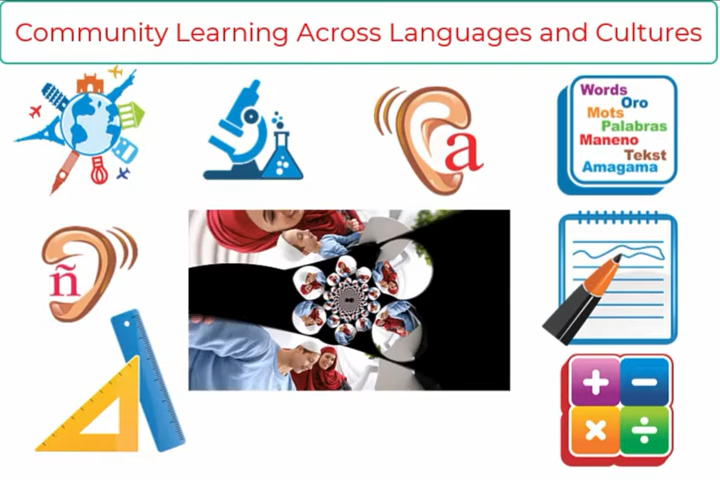 Community Learning Across Languages and Cultures
a
Words
Oro
Mots
Palabras
Maneno
Tekst
Amagama
ñ
+ −
× ÷